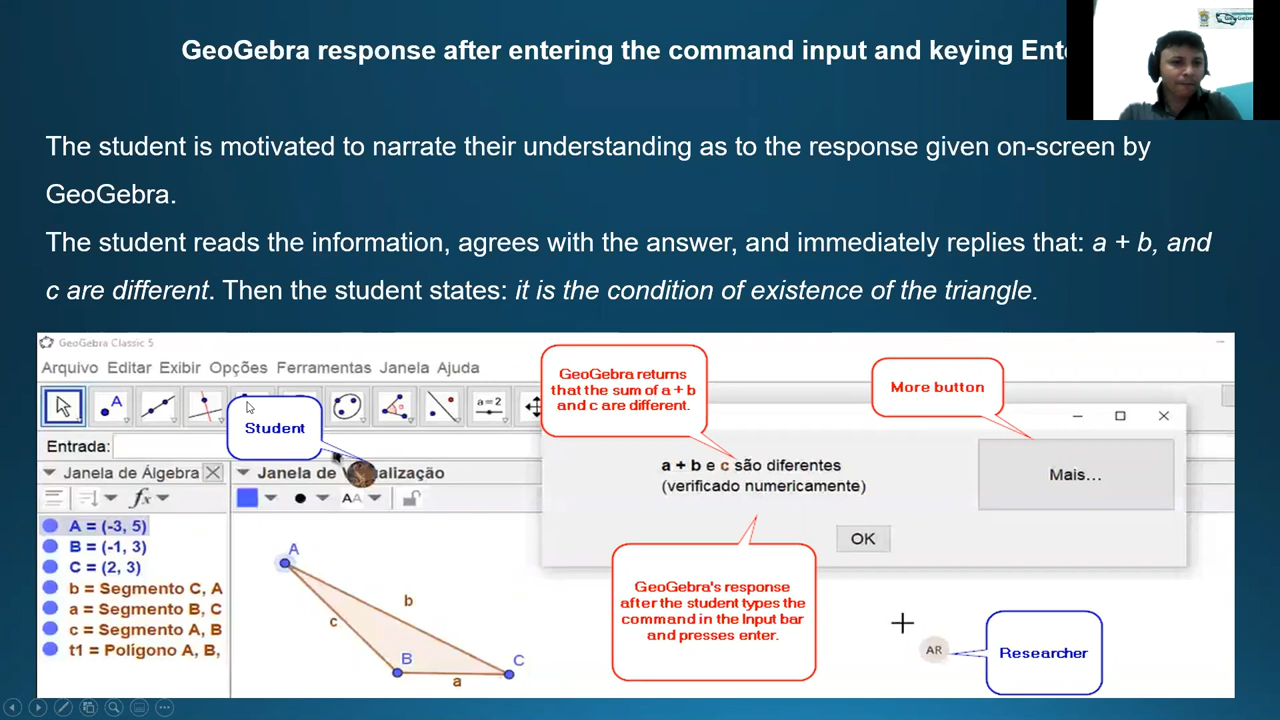 GeoGebra response after entering the command input and keying
The student is motivated to narrate their understanding as to the response given on-screen by
GeoGebra.
The student reads the information, agrees with the answer, and immediately replies that: a + b, and
c are different. Then the student states: it is the condition of existence of the triangle.
GeoGebra Classic 5
Arquivo Editar Exibir Opções Ferramentas Janela Ajuda
GeoGebra returns
that the sum of a + b
and c are different.
More button
A
a=2
Student
Entrada:
a + b e c são diferentes
(verificado numericamente)
Mais...
OK
Janela de Álgebra
Janela de Visualização
fx
AA
A = (-3, 5)
B = (-1, 3)
C = (2, 3)
b = Segmento C, A
a = Segmento B, C
c = Segmento A, B
t1 = Polígono A, B,
A
b
c
B
C
a
GeoGebra's response
after the student types the
command in the Input bar
and presses enter.
AR
Researcher